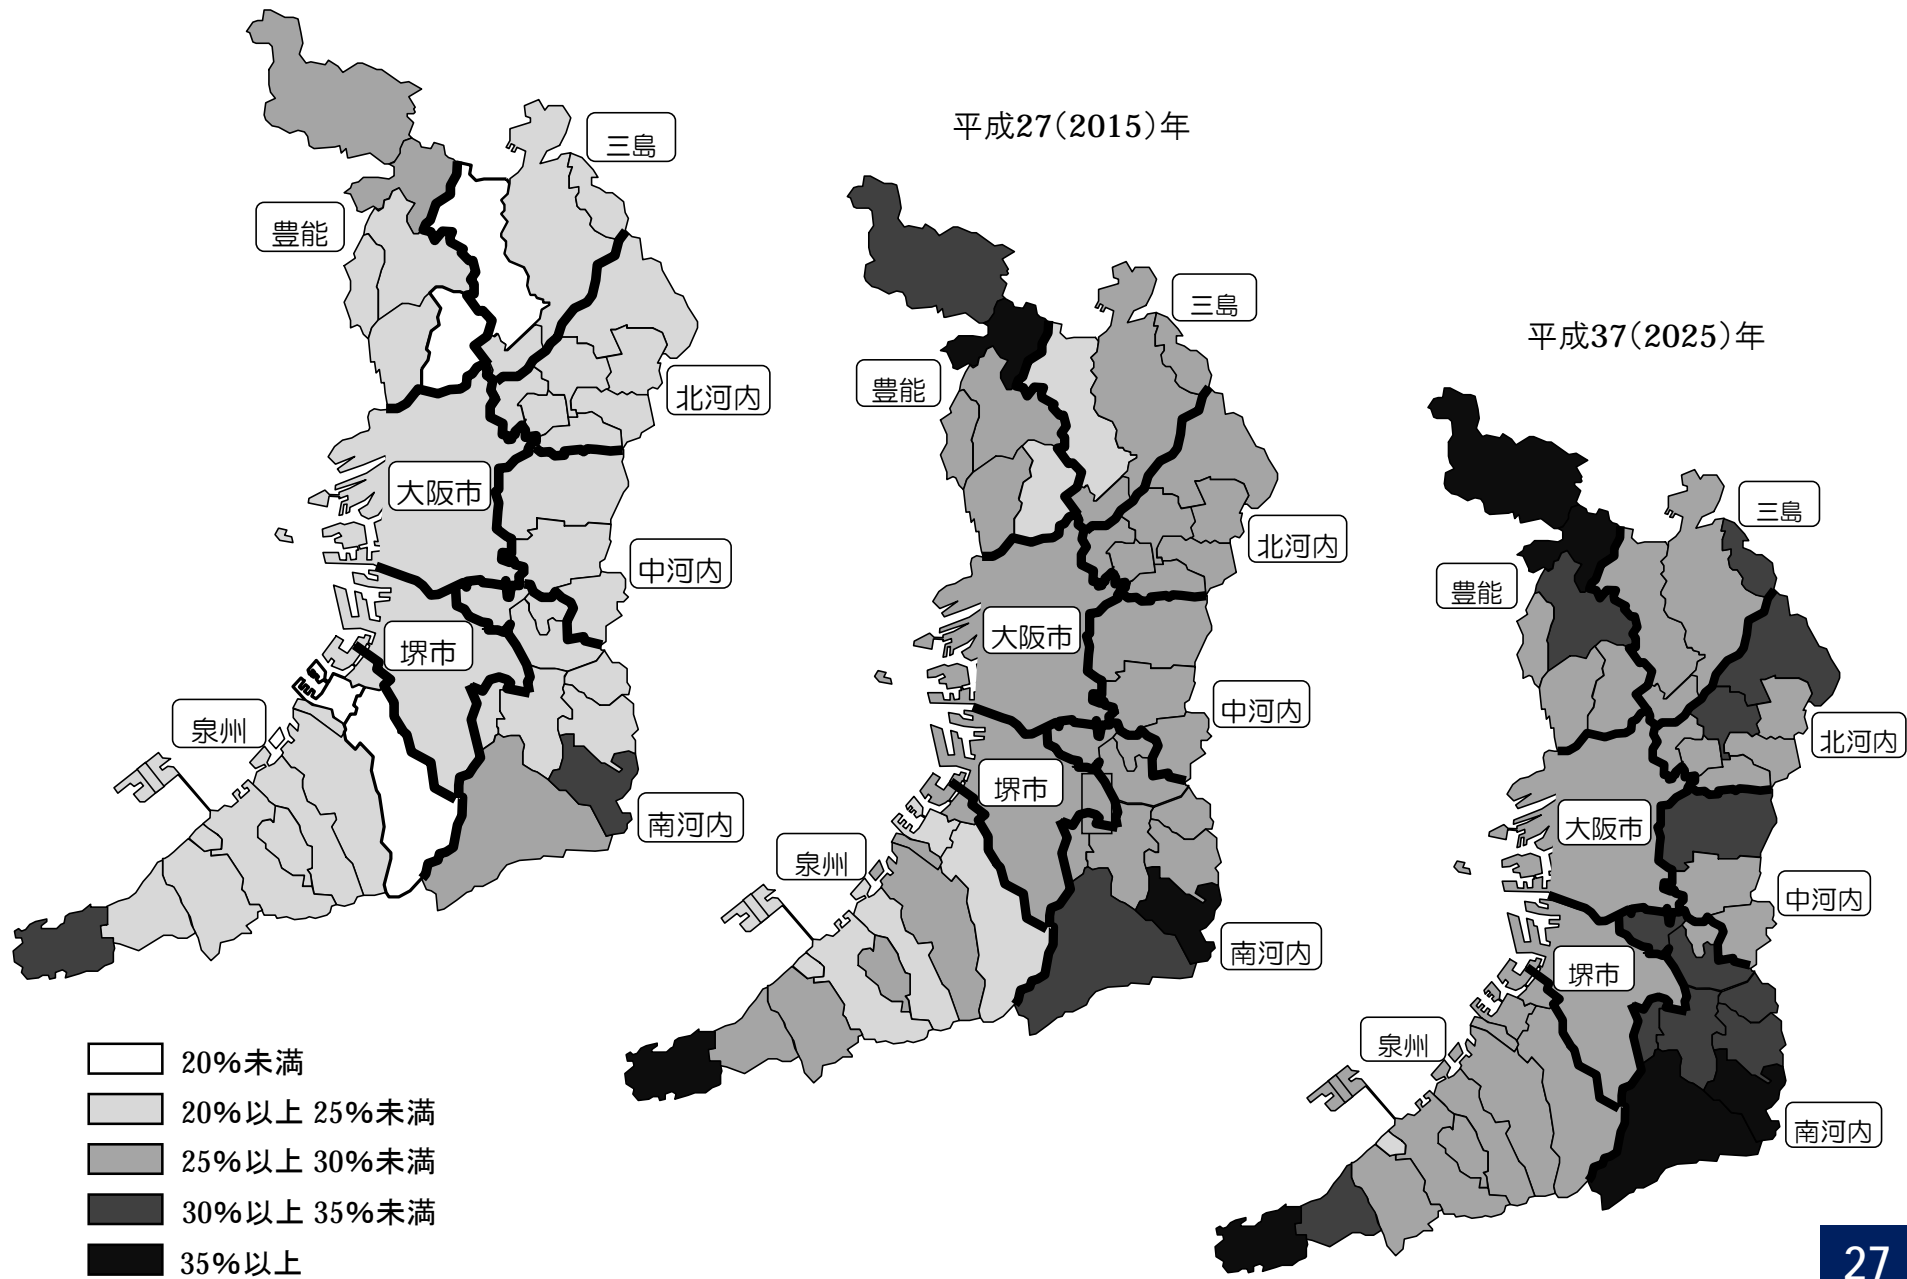 三島
豊能
北河内
大阪市
中河内
堺市
泉州
南河内
平成27(2015)年
三島
豊能
北河内
大阪市
中河内
堺市
泉州
南河内
平成37(2025)年
三島
豊能
北河内
大阪市
中河内
堺市
泉州
南河内
20%未満
20%以上 25%未満
25%以上 30%未満
30%以上 35%未満
35%以上
27